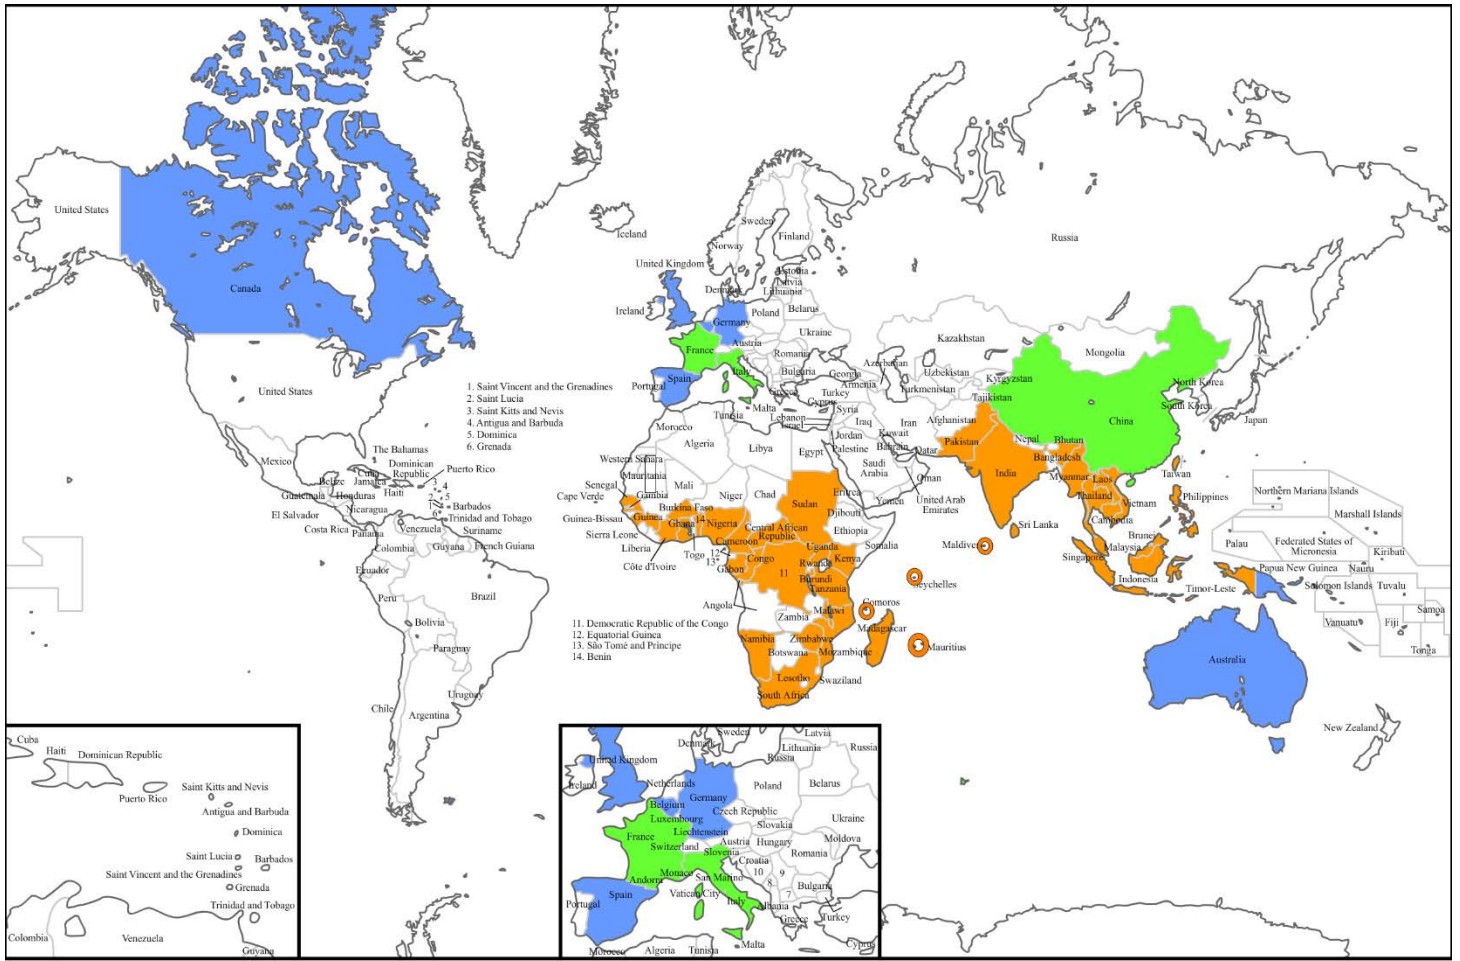 United States
Canada
United States
Mexico
Iceland
Sweden
Norway
Finland
Russia
United Kingdom
Denmark
Estonia
Latvia
Lithuania
Ireland
Germany
Poland
Belarus
Ukraine
France
Austria
Romania
Italy
Bulgaria
Portugal
Spain
Greece
Malta
Cyprus
Turkey
Georgia
Armenia
Azerbaijan
Kazakhstan
Uzbekistan
Turkmenistan
Kyrgyzstan
Tajikistan
Mongolia
North Korea
South Korea
Japan
China
1. Saint Vincent and the Grenadines
2. Saint Lucia
3. Saint Kitts and Nevis
4. Antigua and Barbuda
5. Dominica
6. Grenada
The Bahamas
Cuba
Dominican
Republic
Puerto Rico
Belize
Jamaica
Haiti
3
4
Guatemala
Honduras
2
5
1
Barbados
El Salvador
Nicaragua
6
Trinidad and Tobago
Costa Rica
Panama
Venezuela
Suriname
Colombia
Guyana
French Guiana
Ecuador
Peru
Brazil
Bolivia
Paraguay
Uruguay
Chile
Argentina
Morocco
Tunisia
Algeria
Libya
Egypt
Lebanon
Israel
Syria
Iraq
Iran
Jordan
Palestine
Kuwait
Bahrain
Qatar
Saudi
Arabia
Oman
Yemen
United Arab
Emirates
Afghanistan
Pakistan
Nepal
Bhutan
Bangladesh
India
Myanmar
Laos
Thailand
Vietnam
Cambodia
Taiwan
Philippines
Sri Lanka
Maldives
Brunei
Malaysia
Singapore
Indonesia
Timor-Leste
Western Sahara
Mauritania
Senegal
Cape Verde
Gambia
Mali
Niger
Chad
Sudan
Eritrea
Djibouti
Ethiopia
Somalia
Guinea-Bissau
Guinea
Burkina Faso
Sierra Leone
Ghana
14
Nigeria
Liberia
Côte d'Ivoire
Togo
12
13
Cameroon
Central African
Republic
Gabon
Congo
11
Uganda
Kenya
Rwanda
Burundi
Tanzania
Angola
Zambia
Malawi
Seychelles
Comoros
Madagascar
Mauritius
Namibia
Zimbabwe
Botswana
Mozambique
Lesotho
Swaziland
South Africa
11. Democratic Republic of the Congo
12. Equatorial Guinea
13. São Tomé and Principe
14. Benin
Northern Mariana Islands
Marshall Islands
Palau
Federated States of
Micronesia
Kiribati
Papua New Guinea
Nauru
Solomon Islands
Tuvalu
Samoa
Vanuatu
Fiji
Tonga
Australia
New Zealand
Cuba
Haiti
Dominican Republic
Puerto Rico
Saint Kitts and Nevis
Antigua and Barbuda
Dominica
Saint Lucia
Barbados
Saint Vincent and the Grenadines
Grenada
Trinidad and Tobago
Colombia
Venezuela
Guyana
Sweden
Latvia
Denmark
Lithuania
Russia
Russia
United Kingdom
Ireland
Netherlands
Poland
Belarus
Belgium
Germany
Luxembourg
Czech Republic
Ukraine
Liechtenstein
Slovakia
France
Austria
Hungary
Moldova
Switzerland
Slovenia
Romania
Croatia
10
9
8
7
Monaco
San Marino
Andorra
Bulgaria
Spain
Vatican City
Italy
Albania
Portugal
Greece
Turkey
Morocco
Algeria
Tunisia
Malta
Cyprus